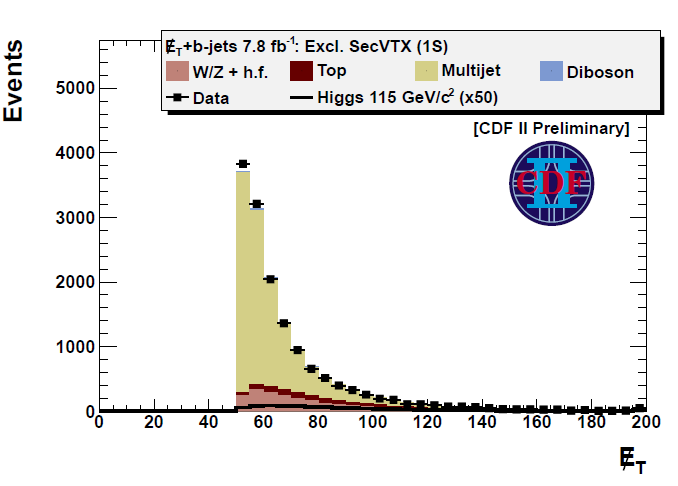 E̸T+b-jets 7.8 fb-1: Excl. SecVTX (1S)
W/Z + h.f. Top Multijet Diboson
Data Higgs 115 GeV/c2 (x50)
[CDF II Preliminary]
II
CDF
Events
5000
4000
3000
2000
1000
0
0 20 40 60 80 100 120 140 160 180 200
E̸T